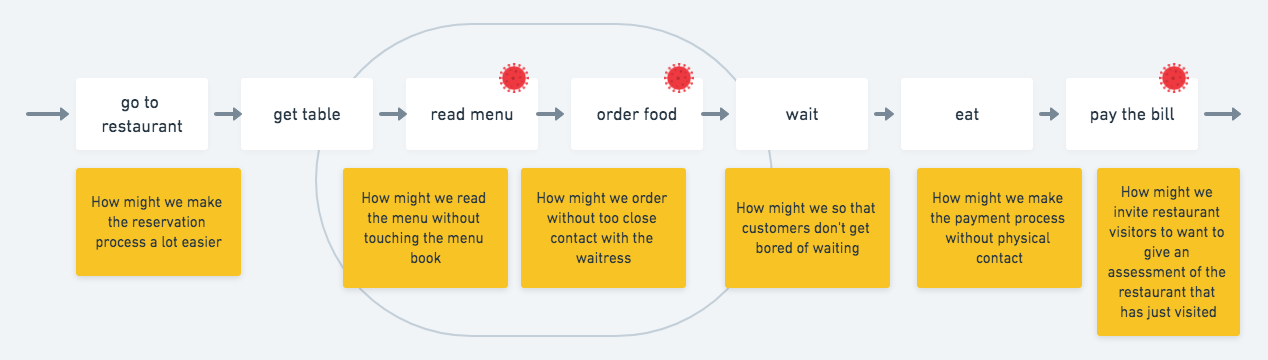 go to
restaurant
get table
read menu
order food
wait
eat
pay the bill
How might we make
the reservation
process a lot easier
How might we read
the menu without
touching the menu
book
How might we order
without too close
contact with the
waitress
How might we so that
customers don't get
bored of waiting
How might we make
the payment process
without physical
contact
How might we
invite restaurant
visitors to want to
give an
assessment of the
restaurant that
has just visited